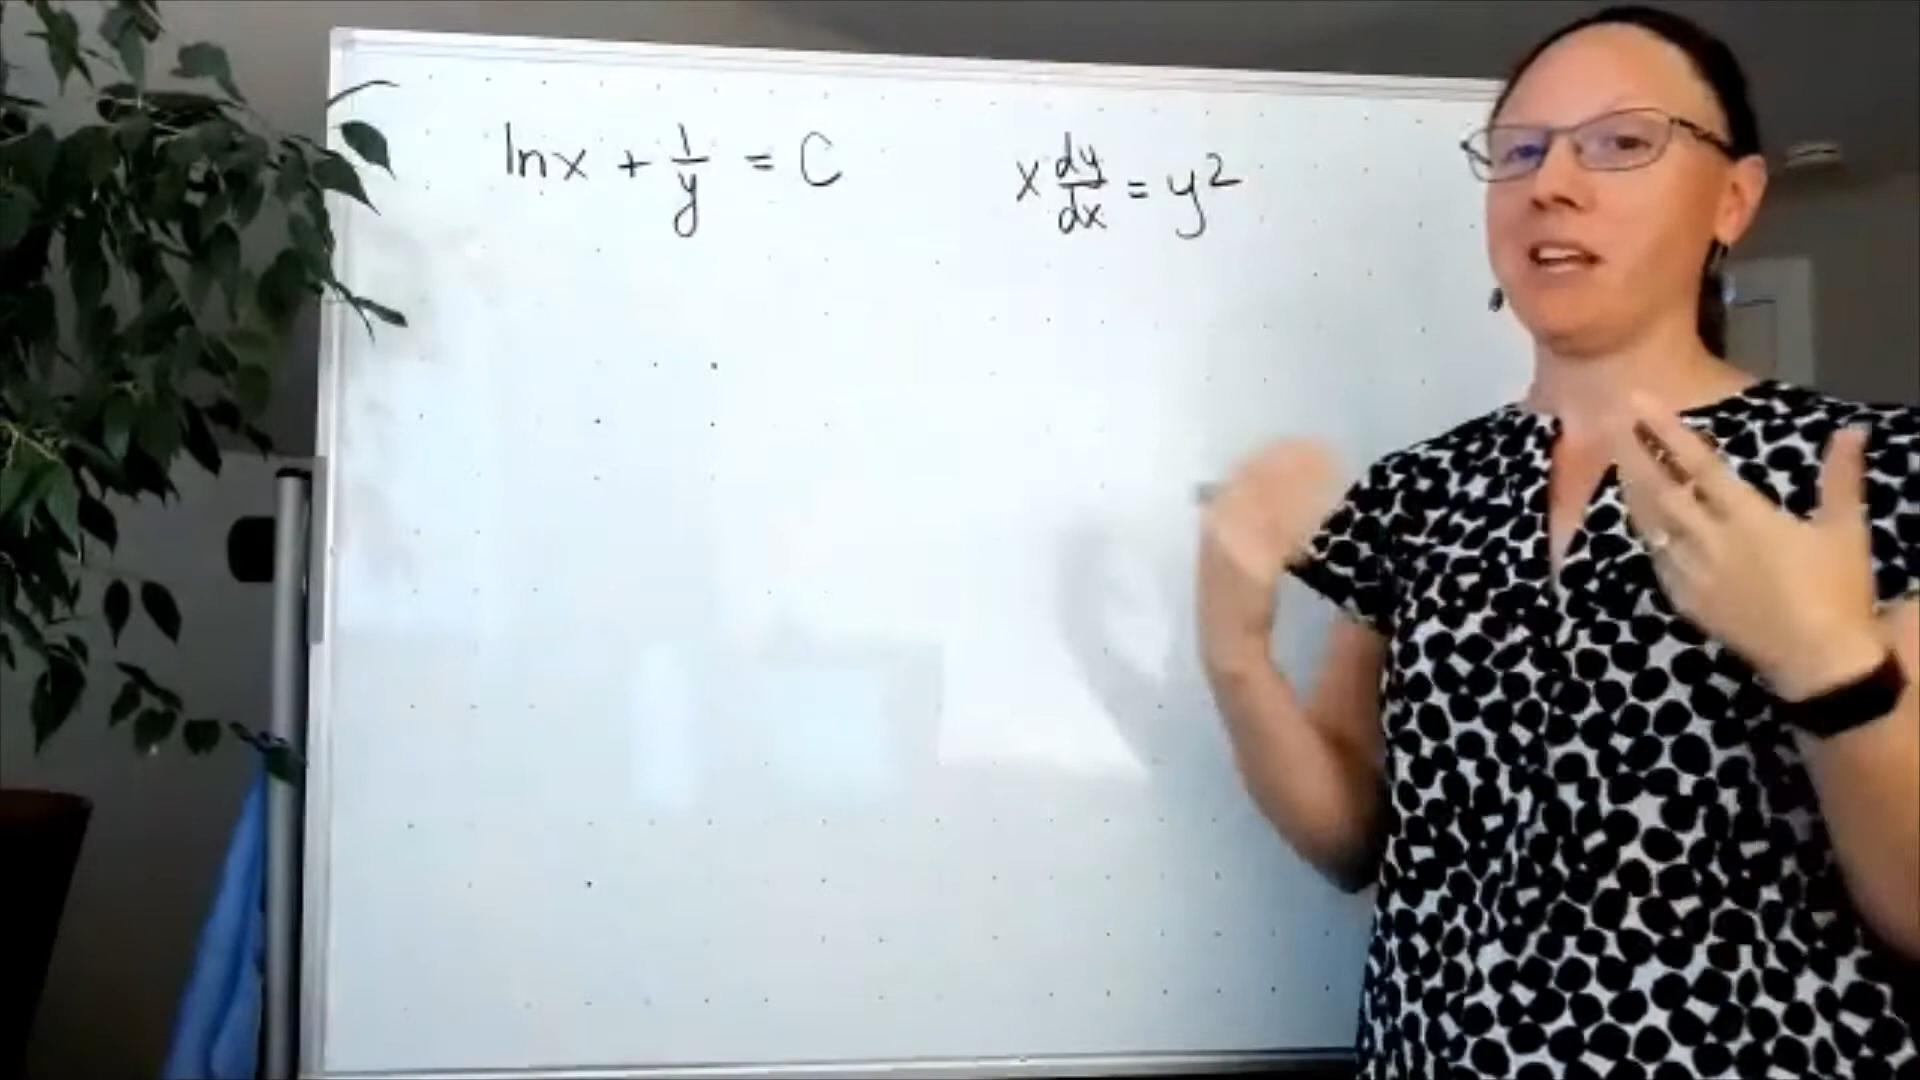 lnx + 1/y = C
x dy/dx = y²